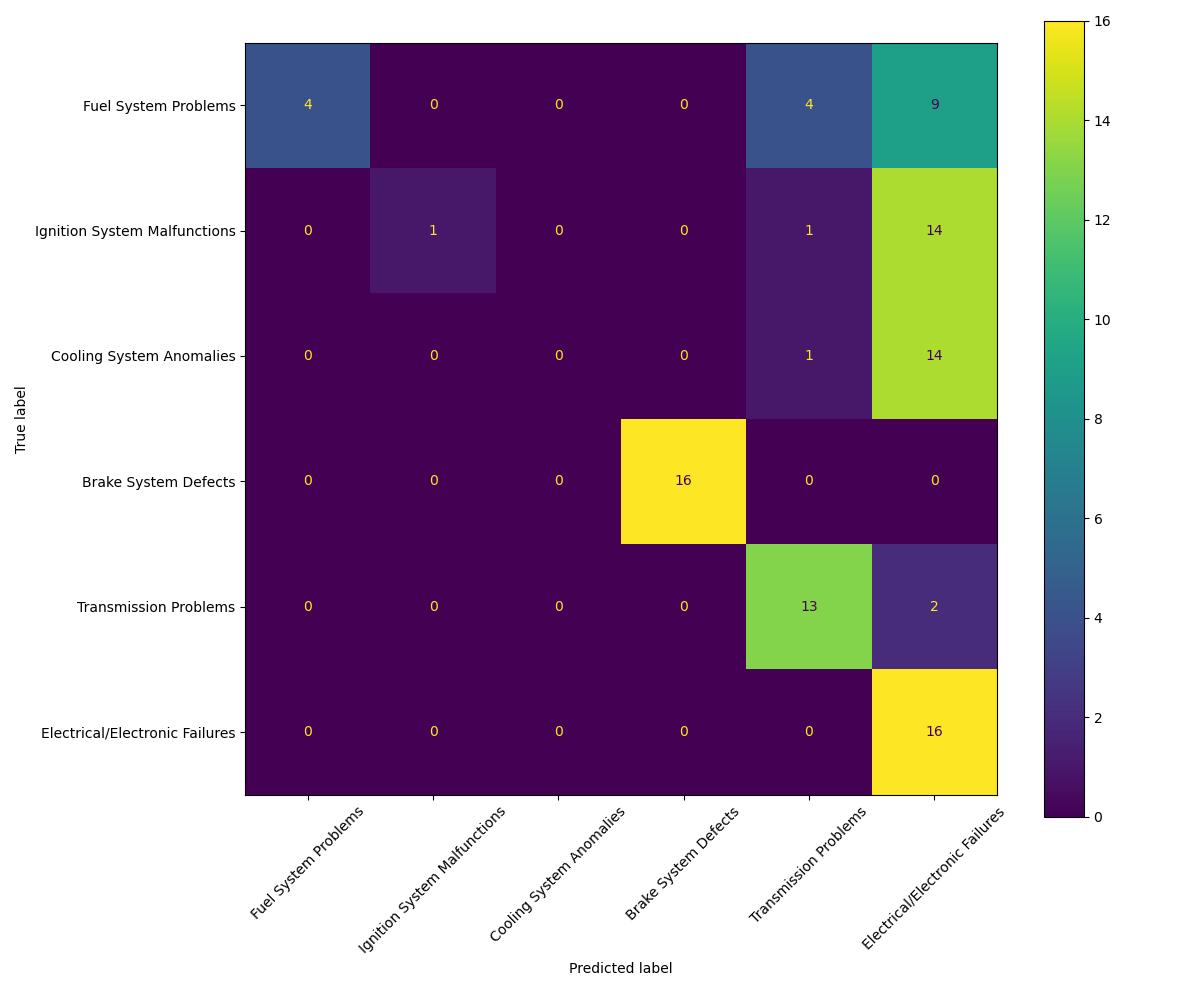 16
Fuel System Problems 4 0 0 0 4 9
14
Ignition System Malfunctions 0 1 0 0 1 14
12
10
Cooling System Anomalies 0 0 0 0 1 14
True label
8
Brake System Defects 0 0 0 16 0 0
6
Transmission Problems 0 0 0 0 13 2
4
2
Electrical/Electronic Failures 0 0 0 0 0 16
0
Fuel System Problems
Ignition System Malfunctions
Cooling System Anomalies
Brake System Defects
Transmission Problems
Electrical/Electronic Failures
Predicted label